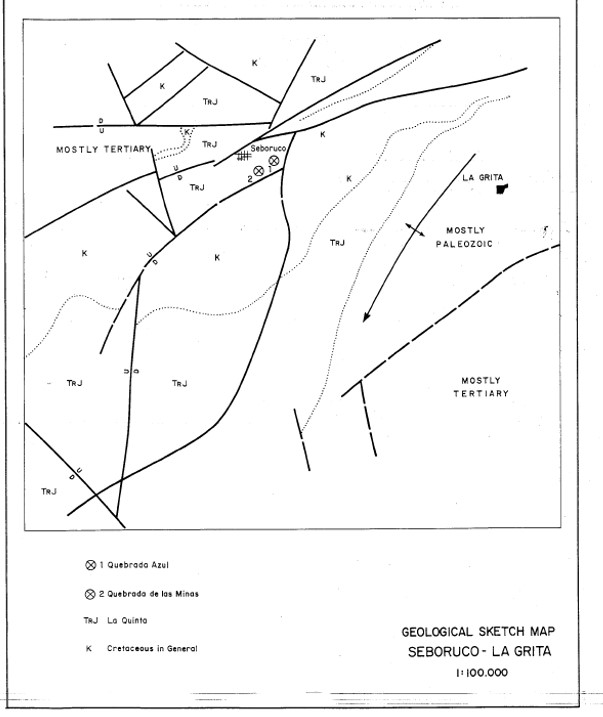 K
TRJ
K
TRJ
D
U
K
MOSTLY TERTIARY
TRJ
Seboruco
K
1
2
U
D
TRJ
K
LA GRITA
MOSTLY
PALEOZOIC
TRJ
K
K
U
D
TRJ
U D
TRJ
MOSTLY
TERTIARY
U
D
TRJ
1 Quebrada Azul
2 Quebrada de las Minas
TRJ La Quinta
K Cretaceous in General
GEOLOGICAL SKETCH MAP
SEBORUCO - LA GRITA
1:100.000